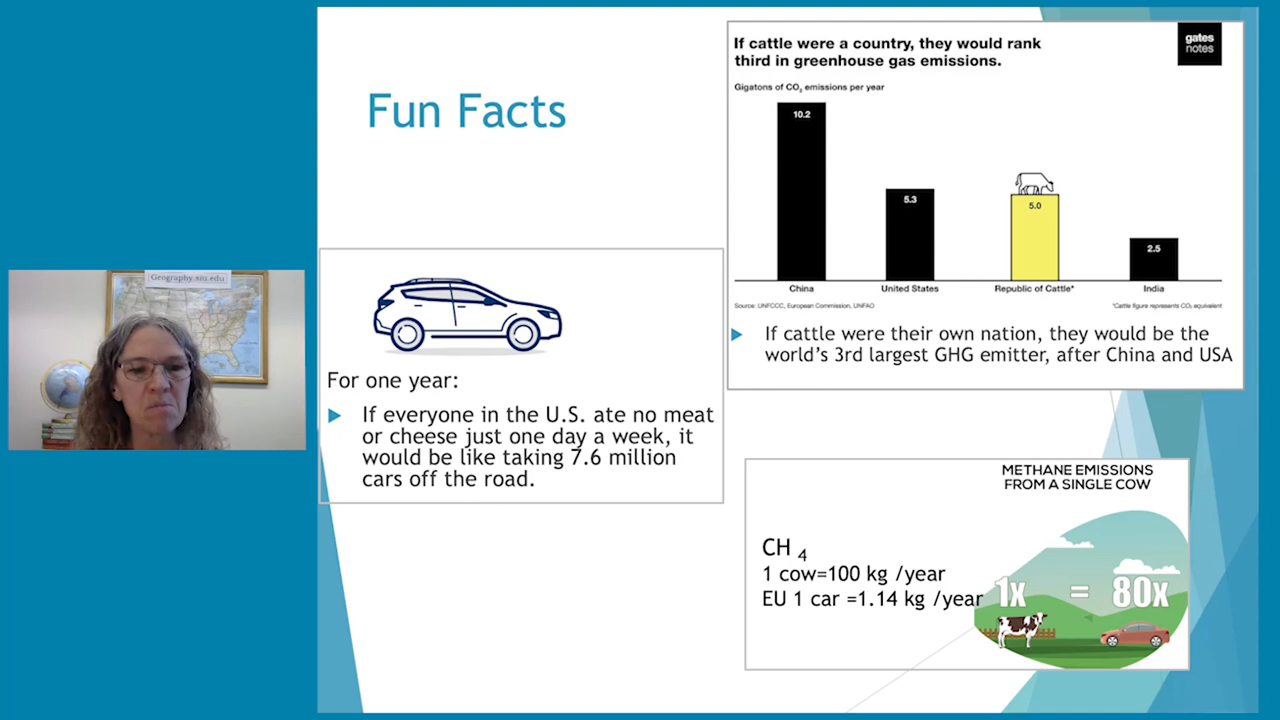 Fun Facts
If cattle were a country, they would rank
third in greenhouse gas emissions.
gates
notes
Gigatons of CO₂ emissions per year
10.2
5.3
5.0
2.5
China
United States
Republic of Cattle*
India
Source: UNFCCC, European Commission, UNFAO
*Cattle figure represents CO₂ equivalent
If cattle were their own nation, they would be the
world's 3rd largest GHG emitter, after China and USA
Geography.niu.edu
For one year:
If everyone in the U.S. ate no meat
or cheese just one day a week, it
would be like taking 7.6 million
cars off the road.
METHANE EMISSIONS
FROM A SINGLE COW
CH 4
1 cow=100 kg /year
EU 1 car =1.14 kg /year
1x = 80x